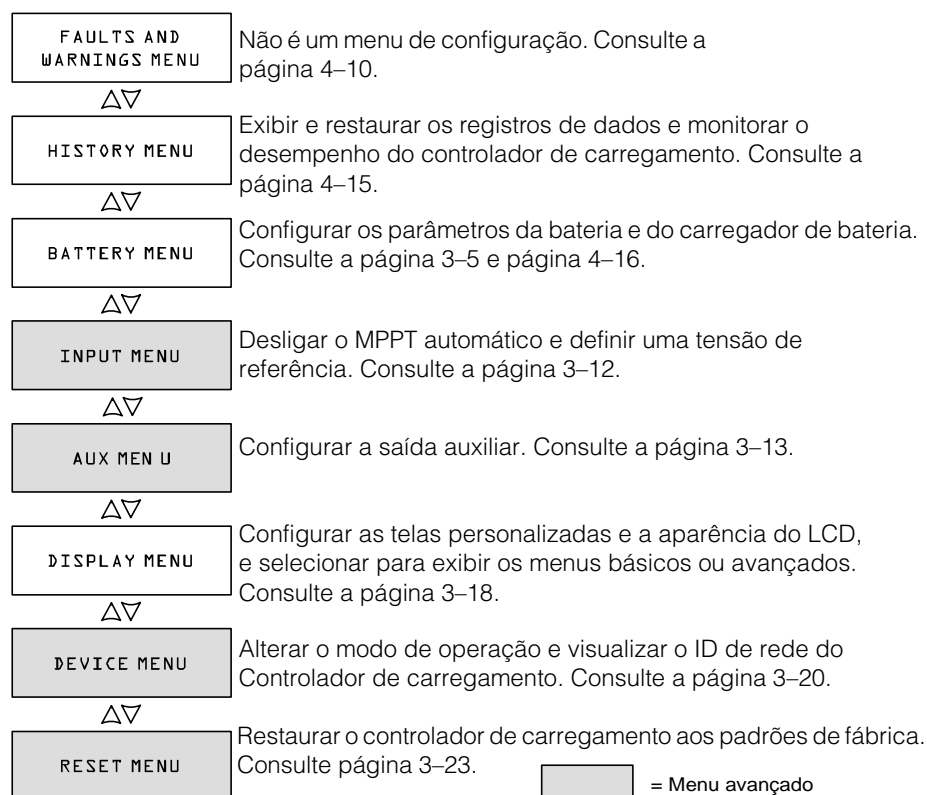 FAULTS AND
WARNINGS MENU
Não é um menu de configuração. Consulte a
página 4–10.
HISTORY MENU
Exibir e restaurar os registros de dados e monitorar o
desempenho do controlador de carregamento. Consulte a
página 4–15.
BATTERY MENU
Configurar os parâmetros da bateria e do carregador de bateria.
Consulte a página 3–5 e página 4–16.
INPUT MENU
Desligar o MPPT automático e definir uma tensão de
referência. Consulte a página 3–12.
AUX MEN U
Configurar a saída auxiliar. Consulte a página 3–13.
DISPLAY MENU
Configurar as telas personalizadas e a aparência do LCD,
e selecionar para exibir os menus básicos ou avançados.
Consulte a página 3–18.
DEVICE MENU
Alterar o modo de operação e visualizar o ID de rede do
Controlador de carregamento. Consulte a página 3–20.
RESET MENU
Restaurar o controlador de carregamento aos padrões de fábrica.
Consulte página 3–23.
= Menu avançado